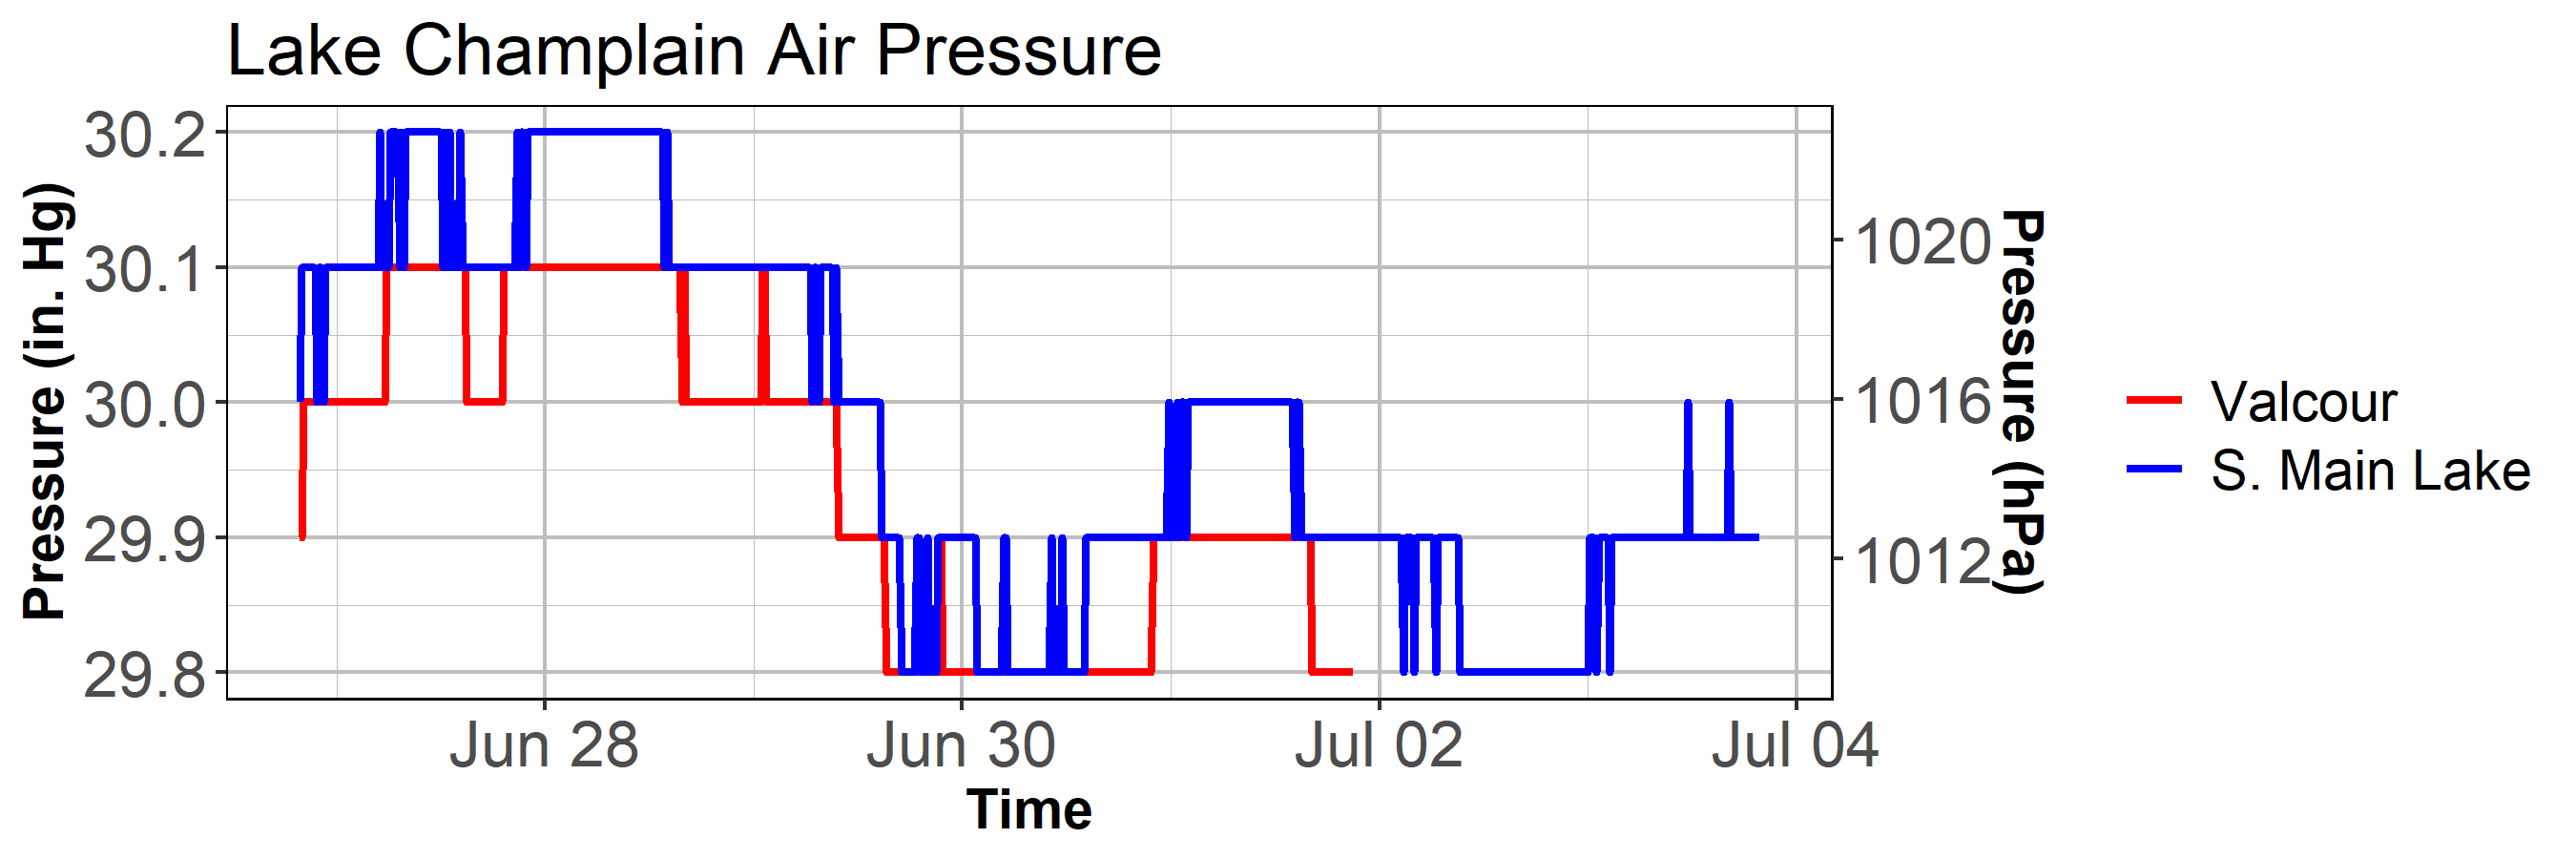 Lake Champlain Air Pressure
Pressure (in. Hg)
30.2
30.1
30.0
29.9
29.8
Jun 28
Jun 30
Jul 02
Jul 04
Time
1020
1016
1012
Pressure (hPa)
Valcour
S. Main Lake